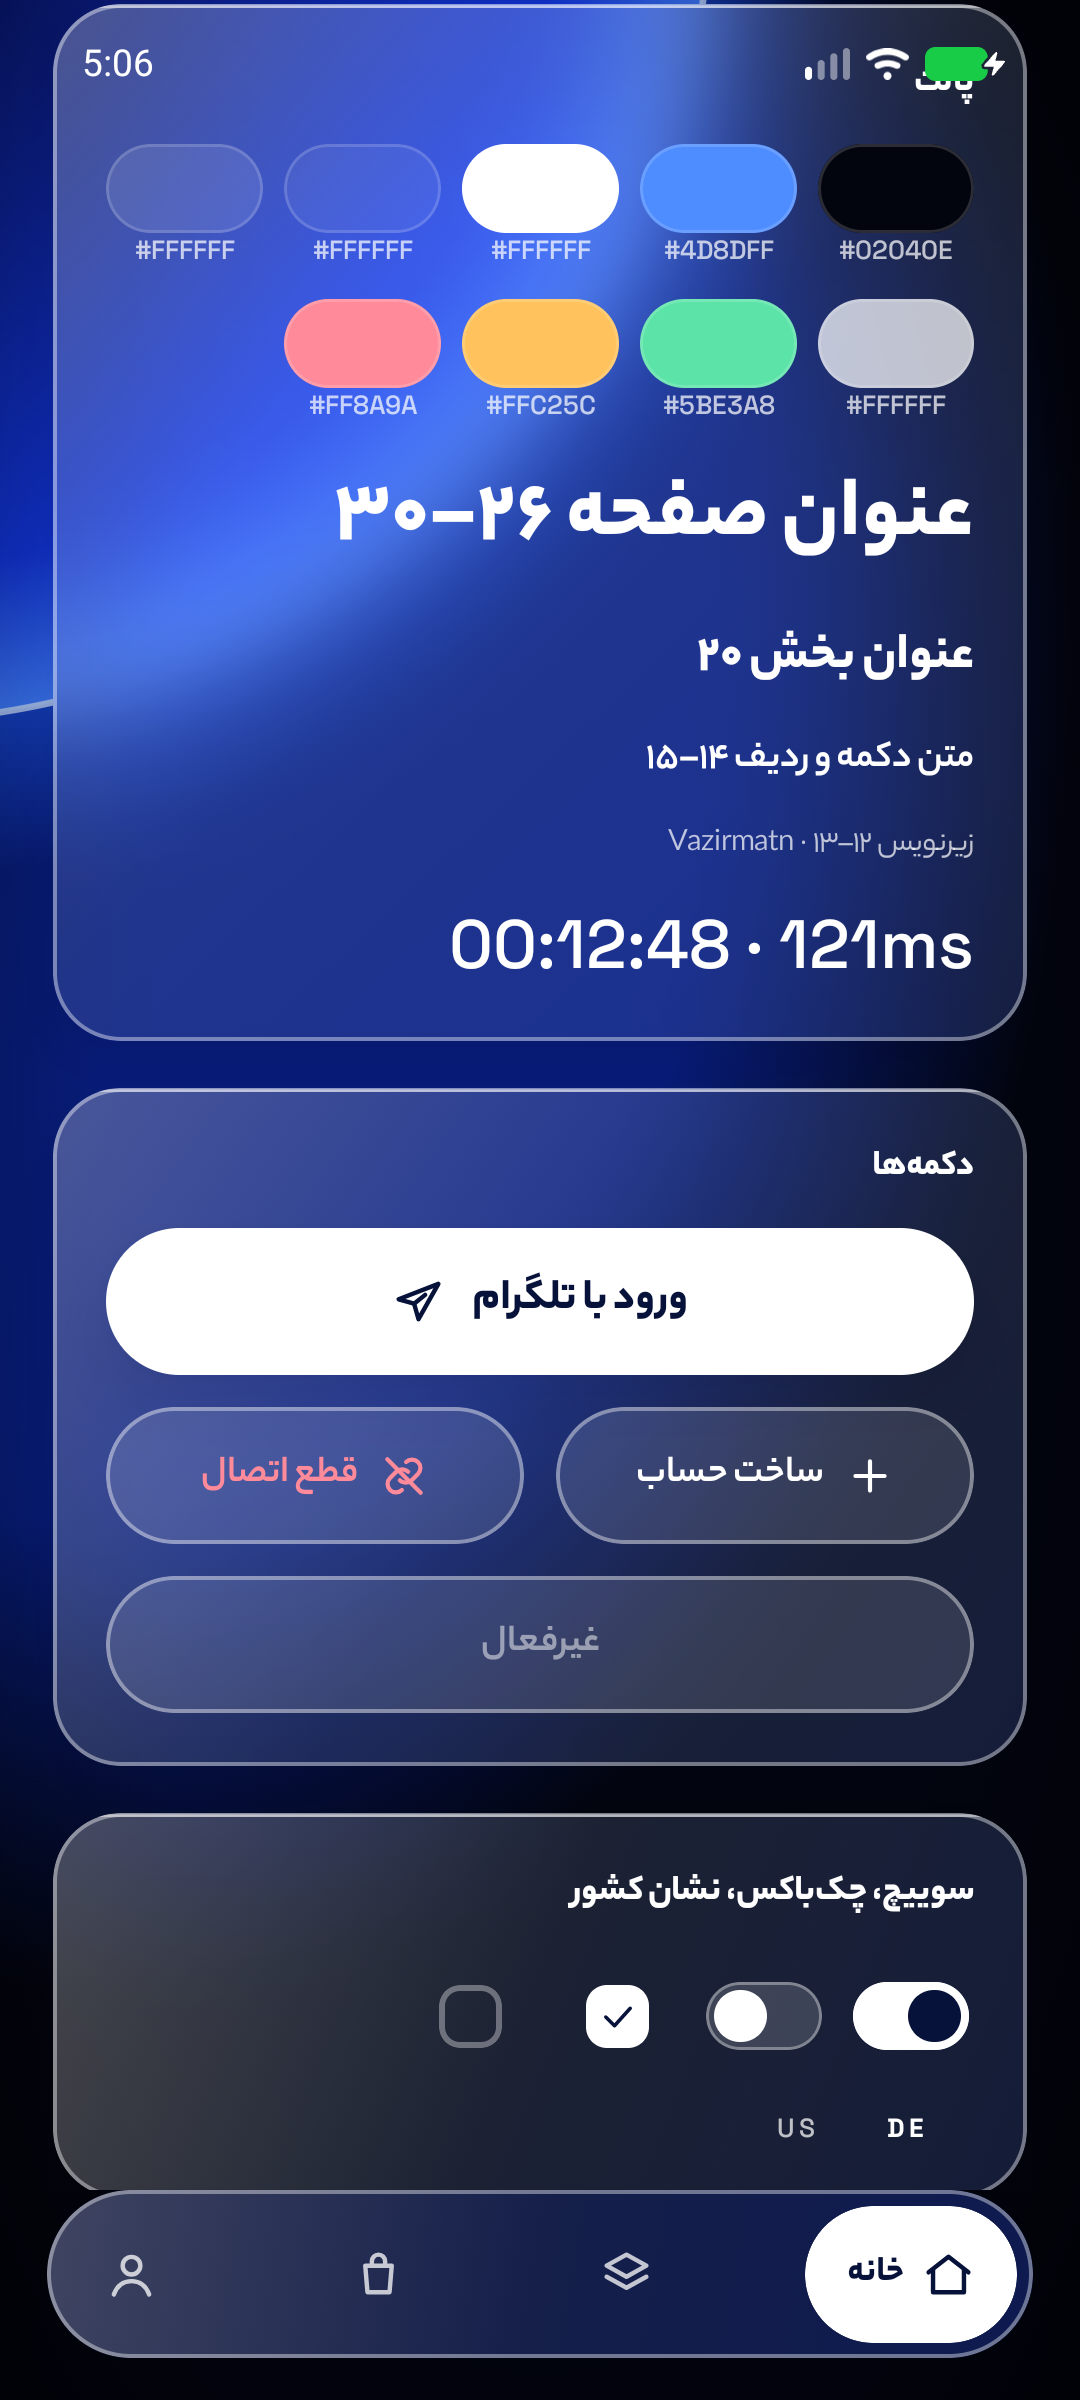 5:06
پالت
#02040E #4D8DFF #FFFFFF #FFFFFF #FFFFFF
#FFFFFF #5BE3A8 #FFC25C #FF8A9A
عنوان صفحه ۲۶–۳۰
عنوان بخش ۲۰
متن دکمه و ردیف ۱۴–۱۵
زیرنویس ۱۲–۱۳ · Vazirmatn
00:12:48 · 121ms
دکمه‌ها
ورود با تلگرام
ساخت حساب
قطع اتصال
غیرفعال
سوییچ، چک‌باکس، نشان کشور
DE US
خانه